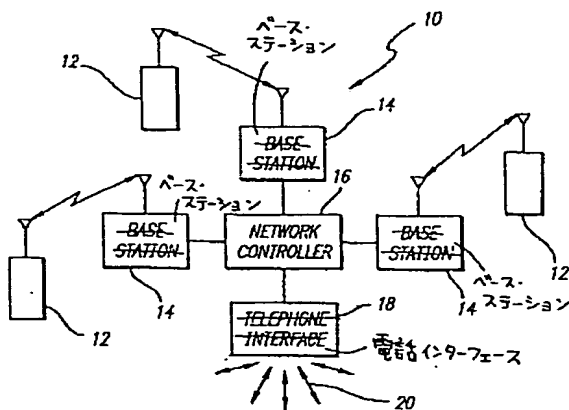 ベース・
ステーション
10
12
14
BASE
STATION
ベース・
ステーション
16
12
BASE
STATION
NETWORK
CONTROLLER
BASE
STATION
14
12
14
ベース・
ステーション
TELEPHONE
INTERFACE
18
電話インターフェース
12
20